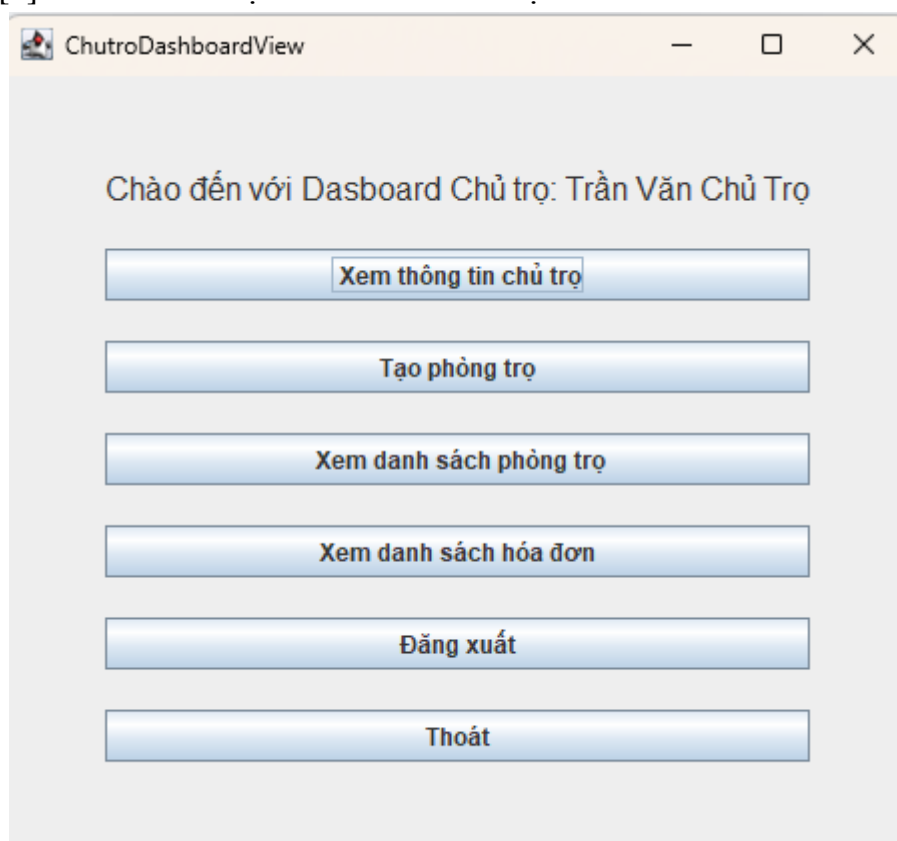 ChutroDashboardView
Chào đến với Dasboard Chủ trọ: Trần Văn Chủ Trọ
Xem thông tin chủ trọ
Tạo phòng trọ
Xem danh sách phòng trọ
Xem danh sách hóa đơn
Đăng xuất
Thoát